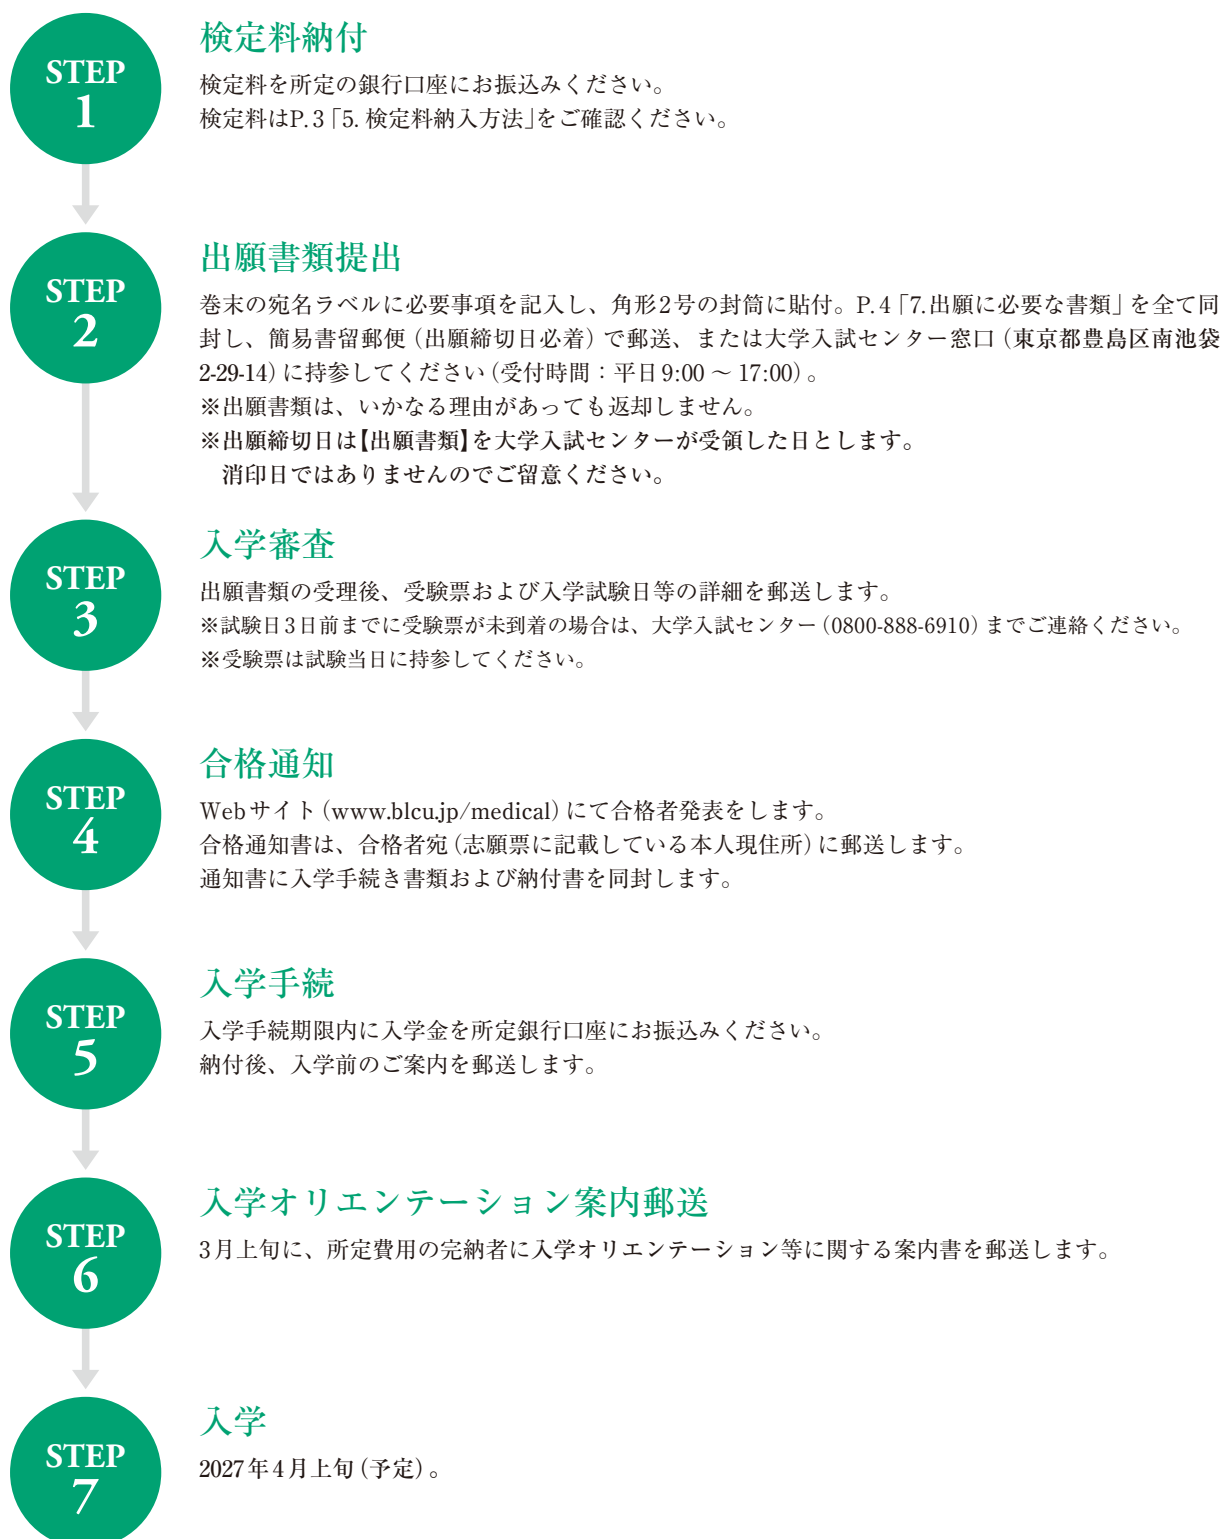 STEP
1
検定料納付
検定料を所定の銀行口座にお振込みください。
検定料はP.3「5. 検定料納入方法」をご確認ください。
STEP
2
出願書類提出
巻末の宛名ラベルに必要事項を記入し、角形2号の封筒に貼付。P.4「7.出願に必要な書類」を全て同
封し、簡易書留郵便（出願締切日必着）で郵送、または大学入試センター窓口（東京都豊島区南池袋
2-29-14）に持参してください（受付時間：平日9:00 ～ 17:00）。
※出願書類は、いかなる理由があっても返却しません。
※出願締切日は【出願書類】を大学入試センターが受領した日とします。
消印日ではありませんのでご留意ください。
STEP
3
入学審査
出願書類の受理後、受験票および入学試験日等の詳細を郵送します。
※試験日3日前までに受験票が未到着の場合は、大学入試センター（0800-888-6910）までご連絡ください。
※受験票は試験当日に持参してください。
STEP
4
合格通知
Webサイト（www.blcu.jp/medical）にて合格者発表をします。
合格通知書は、合格者宛（志願票に記載している本人現住所）に郵送します。
通知書に入学手続き書類および納付書を同封します。
STEP
5
入学手続
入学手続期限内に入学金を所定銀行口座にお振込みください。
納付後、入学前のご案内を郵送します。
STEP
6
入学オリエンテーション案内郵送
3月上旬に、所定費用の完納者に入学オリエンテーション等に関する案内書を郵送します。
STEP
7
入学
2027年4月上旬（予定）。